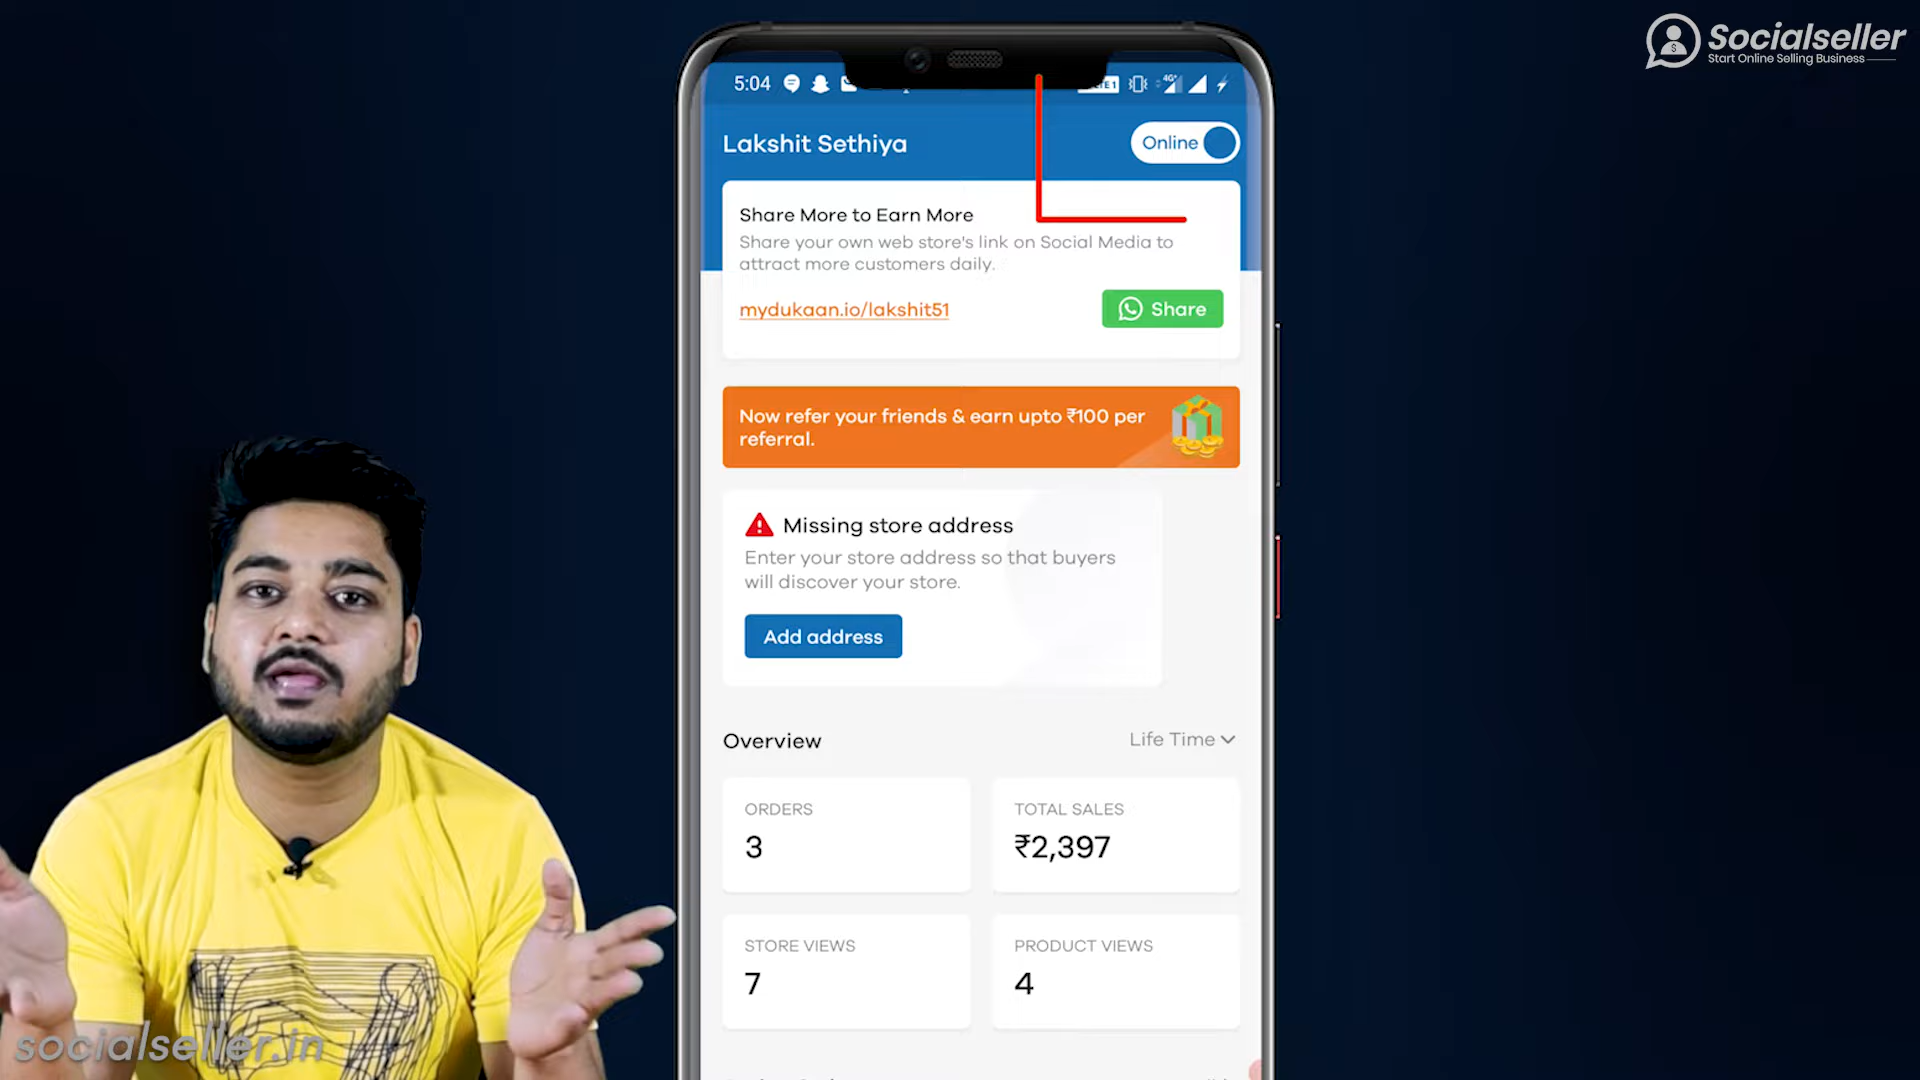 Socialseller
Start Online Selling Business
5:04
4G+
Lakshit Sethiya
Online
Share More to Earn More
Share your own web store's link on Social Media to
attract more customers daily.
mydukaan.io/lakshit51
Share
Now refer your friends & earn upto ₹100 per
referral.
Missing store address
Enter your store address so that buyers
will discover your store.
Add address
Overview
Life Time
ORDERS
3
TOTAL SALES
₹2,397
STORE VIEWS
7
PRODUCT VIEWS
4
socialseller.in